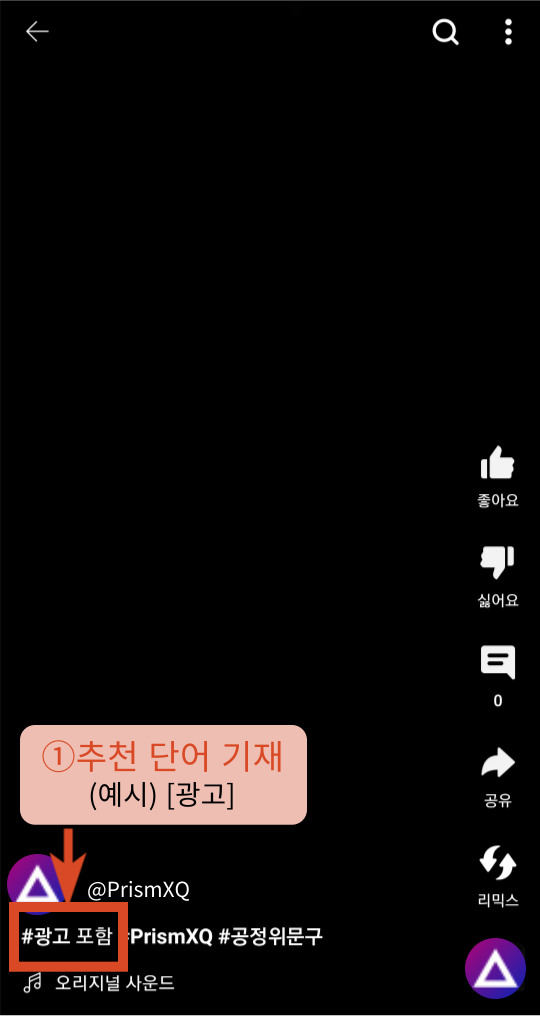 좋아요
싫어요
0
①추천 단어 기재
(예시) [광고]
공유
@PrismXQ
리믹스
#광고 포함 #PrismXQ #공정위문구
오리지널 사운드